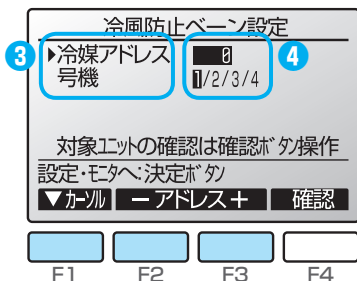 冷風防止ベーン設定
3 ▶冷媒アドレス 0 4
号機 1/2/3/4
対象ユニットの確認は確認ボタン操作
設定・モニタへ:決定ボタン
▼カーソル － アドレス＋ 確認
F1 F2 F3 F4